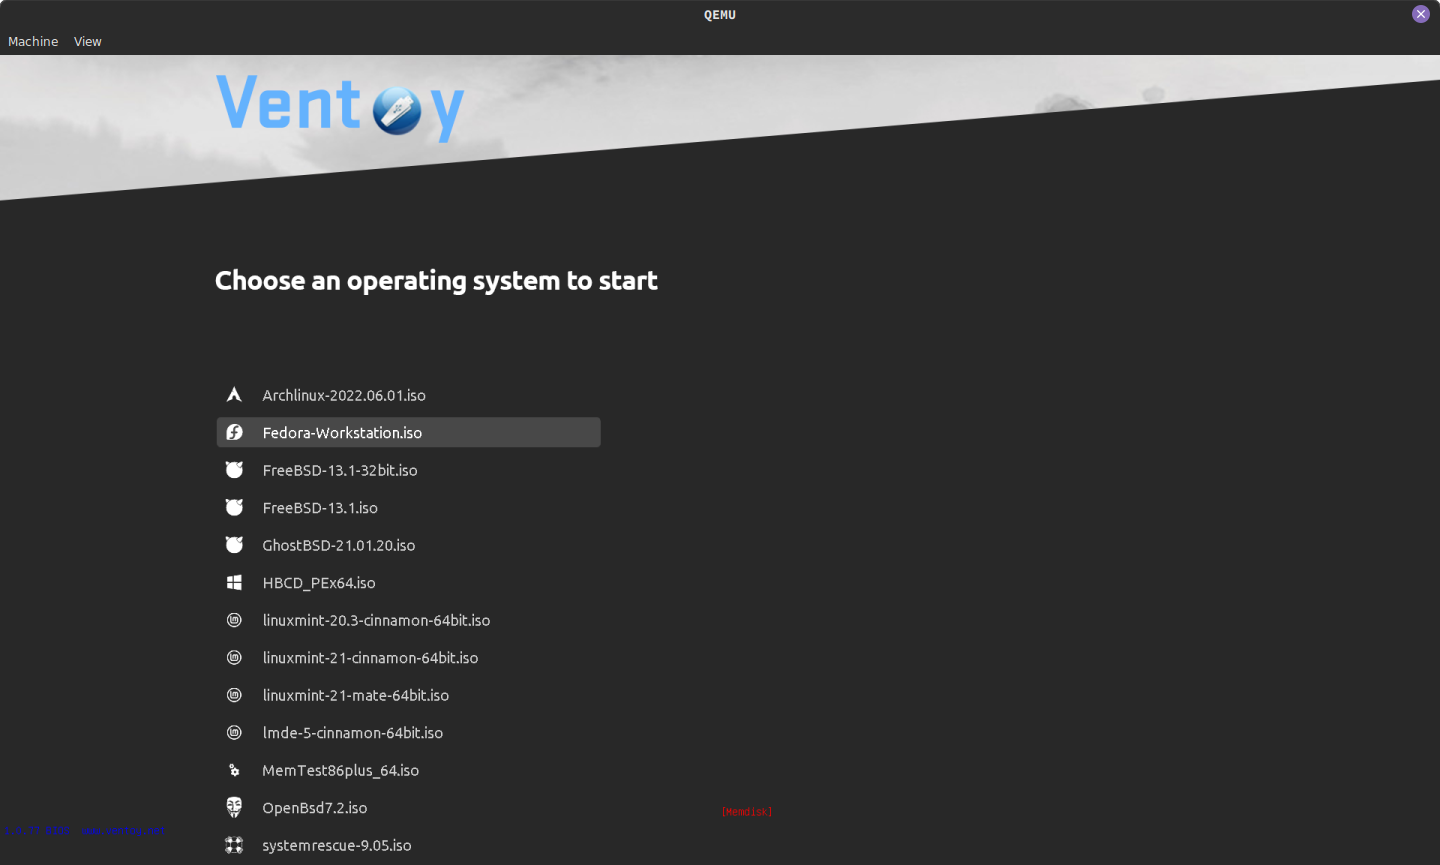 QEMU
Machine View
Ventoy
Choose an operating system to start
Archlinux-2022.06.01.iso
Fedora-Workstation.iso
FreeBSD-13.1-32bit.iso
FreeBSD-13.1.iso
GhostBSD-21.01.20.iso
HBCD_PEx64.iso
linuxmint-20.3-cinnamon-64bit.iso
linuxmint-21-cinnamon-64bit.iso
linuxmint-21-mate-64bit.iso
lmde-5-cinnamon-64bit.iso
MemTest86plus_64.iso
OpenBsd7.2.iso
[Memdisk]
www.ventoy.net
systemrescue-9.05.iso